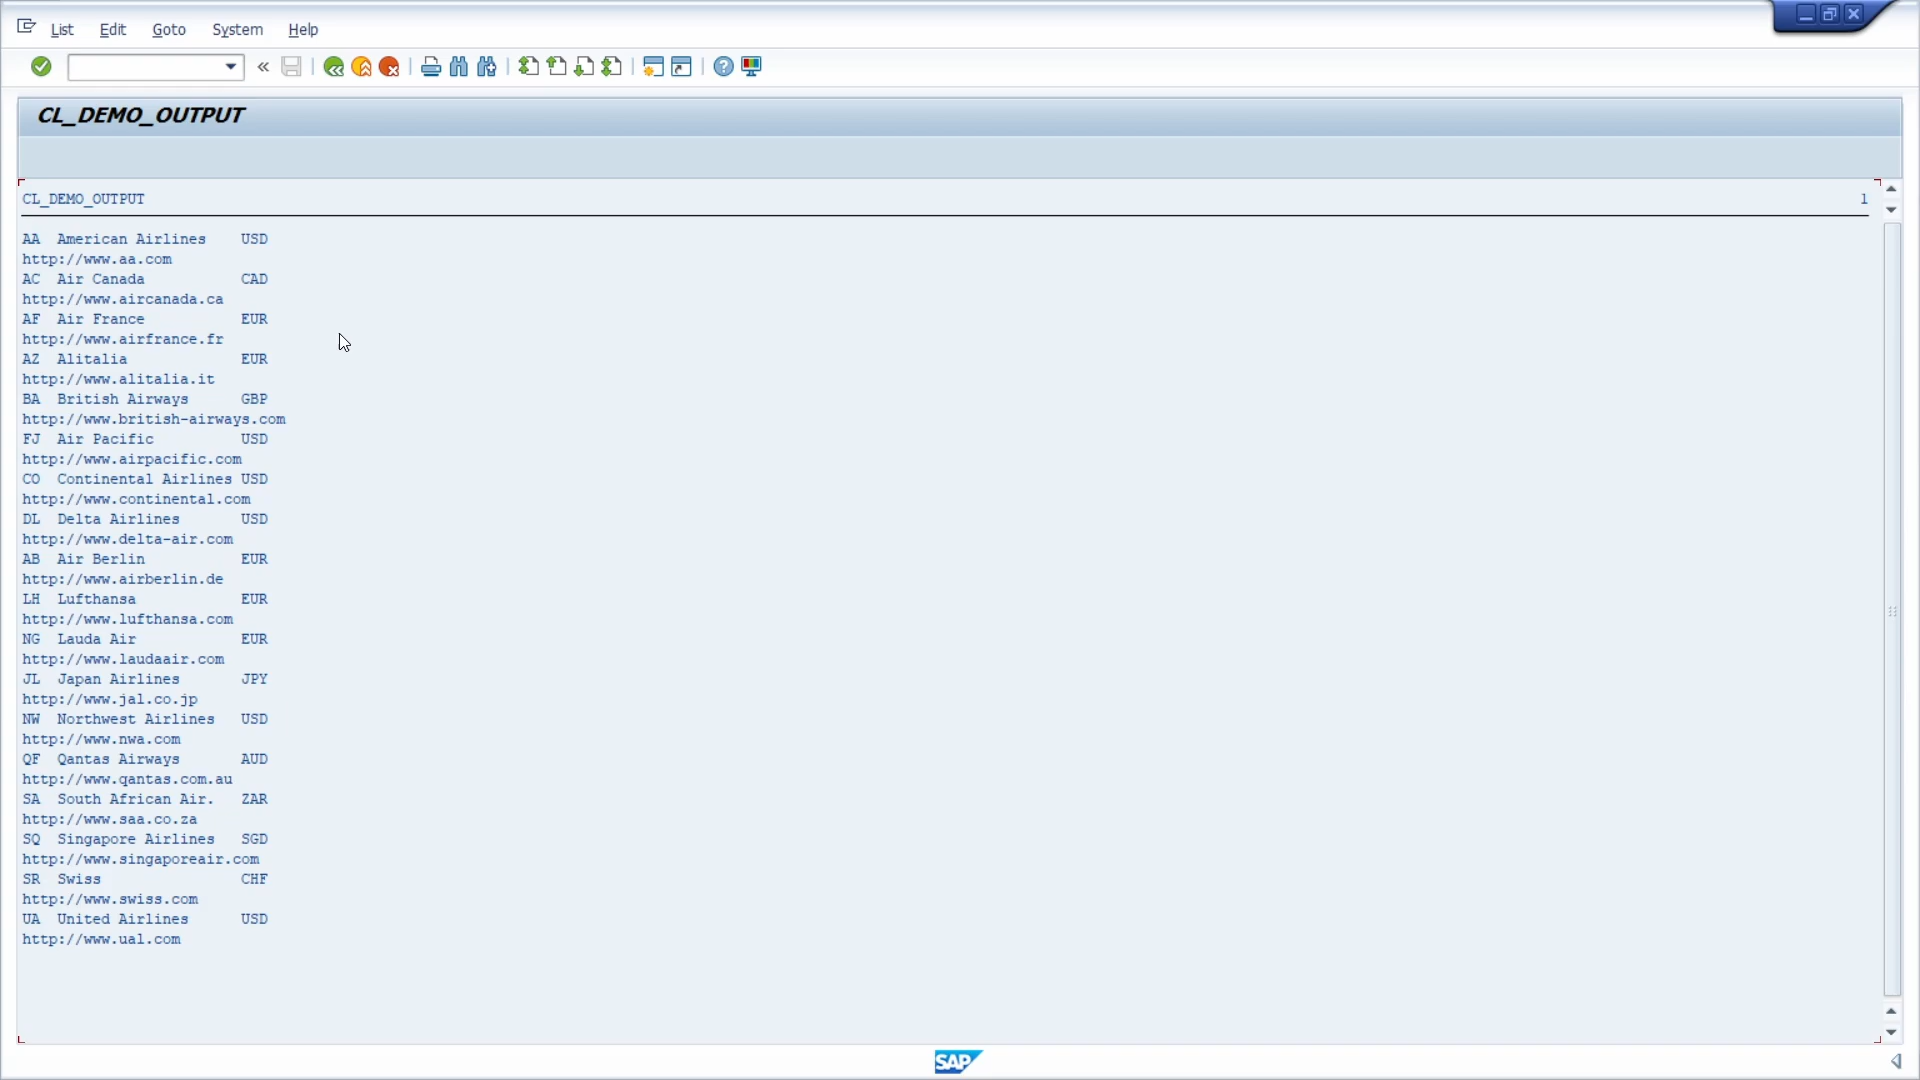 List Edit Goto System Help
CL_DEMO_OUTPUT
CL_DEMO_OUTPUT 1
AA American Airlines USD
http://www.aa.com
AC Air Canada CAD
http://www.aircanada.ca
AF Air France EUR
http://www.airfrance.fr
AZ Alitalia EUR
http://www.alitalia.it
BA British Airways GBP
http://www.british-airways.com
FJ Air Pacific USD
http://www.airpacific.com
CO Continental Airlines USD
http://www.continental.com
DL Delta Airlines USD
http://www.delta-air.com
AB Air Berlin EUR
http://www.airberlin.de
LH Lufthansa EUR
http://www.lufthansa.com
NG Lauda Air EUR
http://www.laudaair.com
JL Japan Airlines JPY
http://www.jal.co.jp
NW Northwest Airlines USD
http://www.nwa.com
QF Qantas Airways AUD
http://www.qantas.com.au
SA South African Air. ZAR
http://www.saa.co.za
SQ Singapore Airlines SGD
http://www.singaporeair.com
SR Swiss CHF
http://www.swiss.com
UA United Airlines USD
http://www.ual.com
SAP